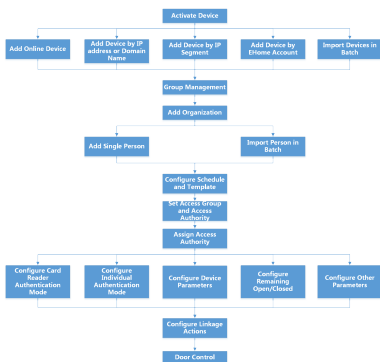 Activate Device
Add Online Device
Add Device by IP
address or Domain
Name
Add Device by IP
Segment
Add Device by
EHome Account
Import Devices in
Batch
Group Management
Add Organization
Add Single Person
Import Person in
Batch
Configure Schedule
and Template
Set Access Group
and Access
Authority
Assign Access
Authority
Configure Card
Reader
Authentication
Mode
Configure
Individual
Authentication
Mode
Configure Device
Parameters
Configure
Remaining
Open/Closed
Configure Other
Parameters
Configure Linkage
Actions
Door Control